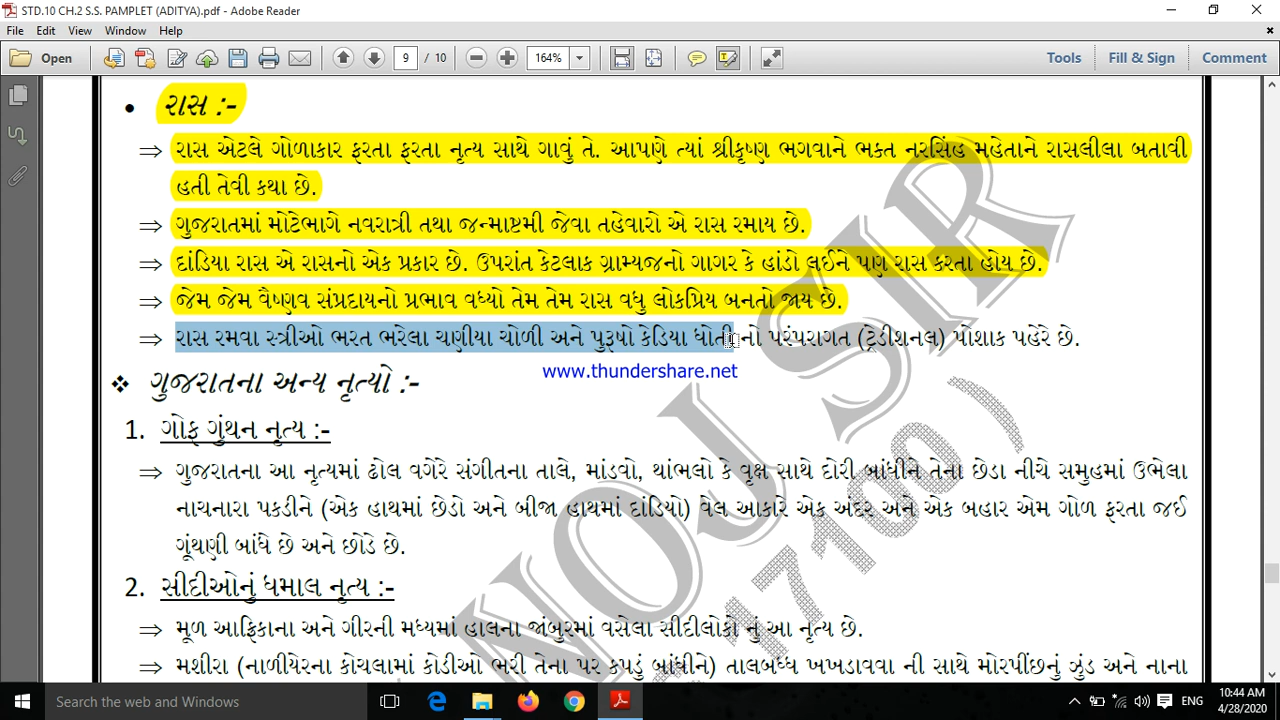 STD.10 CH.2 S.S. PAMPLET (ADITYA).pdf - Adobe Reader
File Edit View Window Help
Open 9 / 10 164% Tools Fill & Sign Comment
• રાસ :-
⇒ રાસ એટલે ગોળાકાર ફરતા ફરતા નૃત્ય સાથે ગાવું તે. આપણે ત્યાં શ્રીકૃષ્ણ ભગવાને ભક્ત નરસિંહ મહેતાને રાસલીલા બતાવી
હતી તેવી કથા છે.
⇒ ગુજરાતમાં મોટેભાગે નવરાત્રી તથા જન્માષ્ટમી જેવા તહેવારો એ રાસ રમાય છે.
⇒ દાંડિયા રાસ એ રાસનો એક પ્રકાર છે. ઉપરાંત કેટલાક ગ્રામ્યજનો ગાગર કે હાંડો લઈને પણ રાસ કરતા હોય છે.
⇒ જેમ જેમ વૈષ્ણવ સંપ્રદાયનો પ્રભાવ વધ્યો તેમ તેમ રાસ વધુ લોકપ્રિય બનતો જાય છે.
⇒ રાસ રમવા સ્ત્રીઓ ભરત ભરેલા ચણીયા ચોળી અને પુરૂષો કેડિયા ધોતી નો પરંપરાગત (ટ્રેડીશનલ) પોશાક પહેરે છે.
www.thundershare.net
❖ ગુજરાતના અન્ય નૃત્યો :-
1. ગોફ ગુંથન નૃત્ય :-
⇒ ગુજરાતના આ નૃત્યમાં ઢોલ વગેરે સંગીતના તાલે, માંડવો, થાંભલો કે વૃક્ષ સાથે દોરી બાંધીને તેના છેડા નીચે સમુહમાં ઉભેલા
નાચનારા પકડીને (એક હાથમાં છેડો અને બીજા હાથમાં દાંડિયો) વેલ આકારે એક અંદર અને એક બહાર એમ ગોળ ફરતા જઈ
ગૂંથણી બાંધે છે અને છોડે છે.
2. સીદીઓનું ધમાલ નૃત્ય :-
⇒ મૂળ આફ્રિકાના અને ગીરની મધ્યમાં હાલના જાંબુરમાં વસેલા સીદીલોકો નું આ નૃત્ય છે.
⇒ મશીરા (નાળીયેરના કોચલામાં કોડીઓ ભરી તેના પર કપડું બાંધીને) તાલબધ્ધ ખખડાવવા ની સાથે મોરપીંછનું ઝુંડ અને નાના
NOJ SIR
17100 )
Search the web and Windows
ENG
10:44 AM
4/28/2020